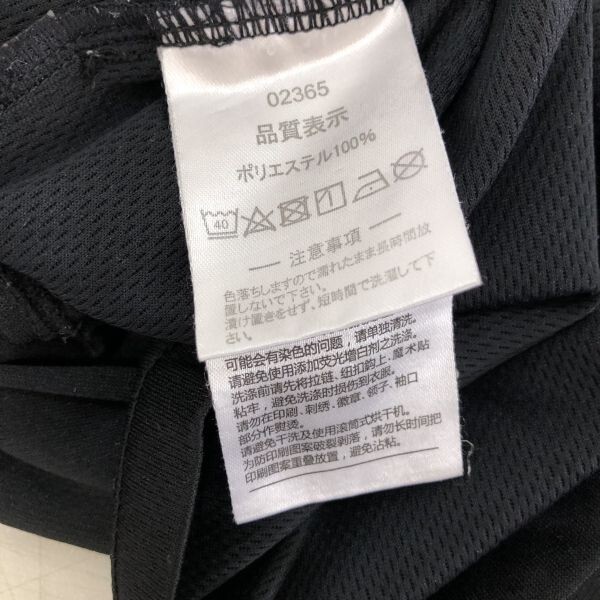 02365
品質表示
ポリエステル100%
40
— 注意事項 —
色落ちしますので濡れたまま長時間放
置しないで下さい。
漬け置きをせず、短時間で洗濯して下
さい。
可能会有染色的问题，请单独清洗。
请避免使用添加荧光增白剂之洗涤
洗涤前请先将拉链、纽扣钩上、魔术贴
粘牢，避免洗涤时损伤到衣服。
请勿在印刷、刺绣、徽章、领子、袖口
部分作熨烫。
请避免干洗及使用滚筒式烘干机。
为防印刷图案破裂剥落，请勿长时间把
印刷图案重叠放置，避免沾粘。